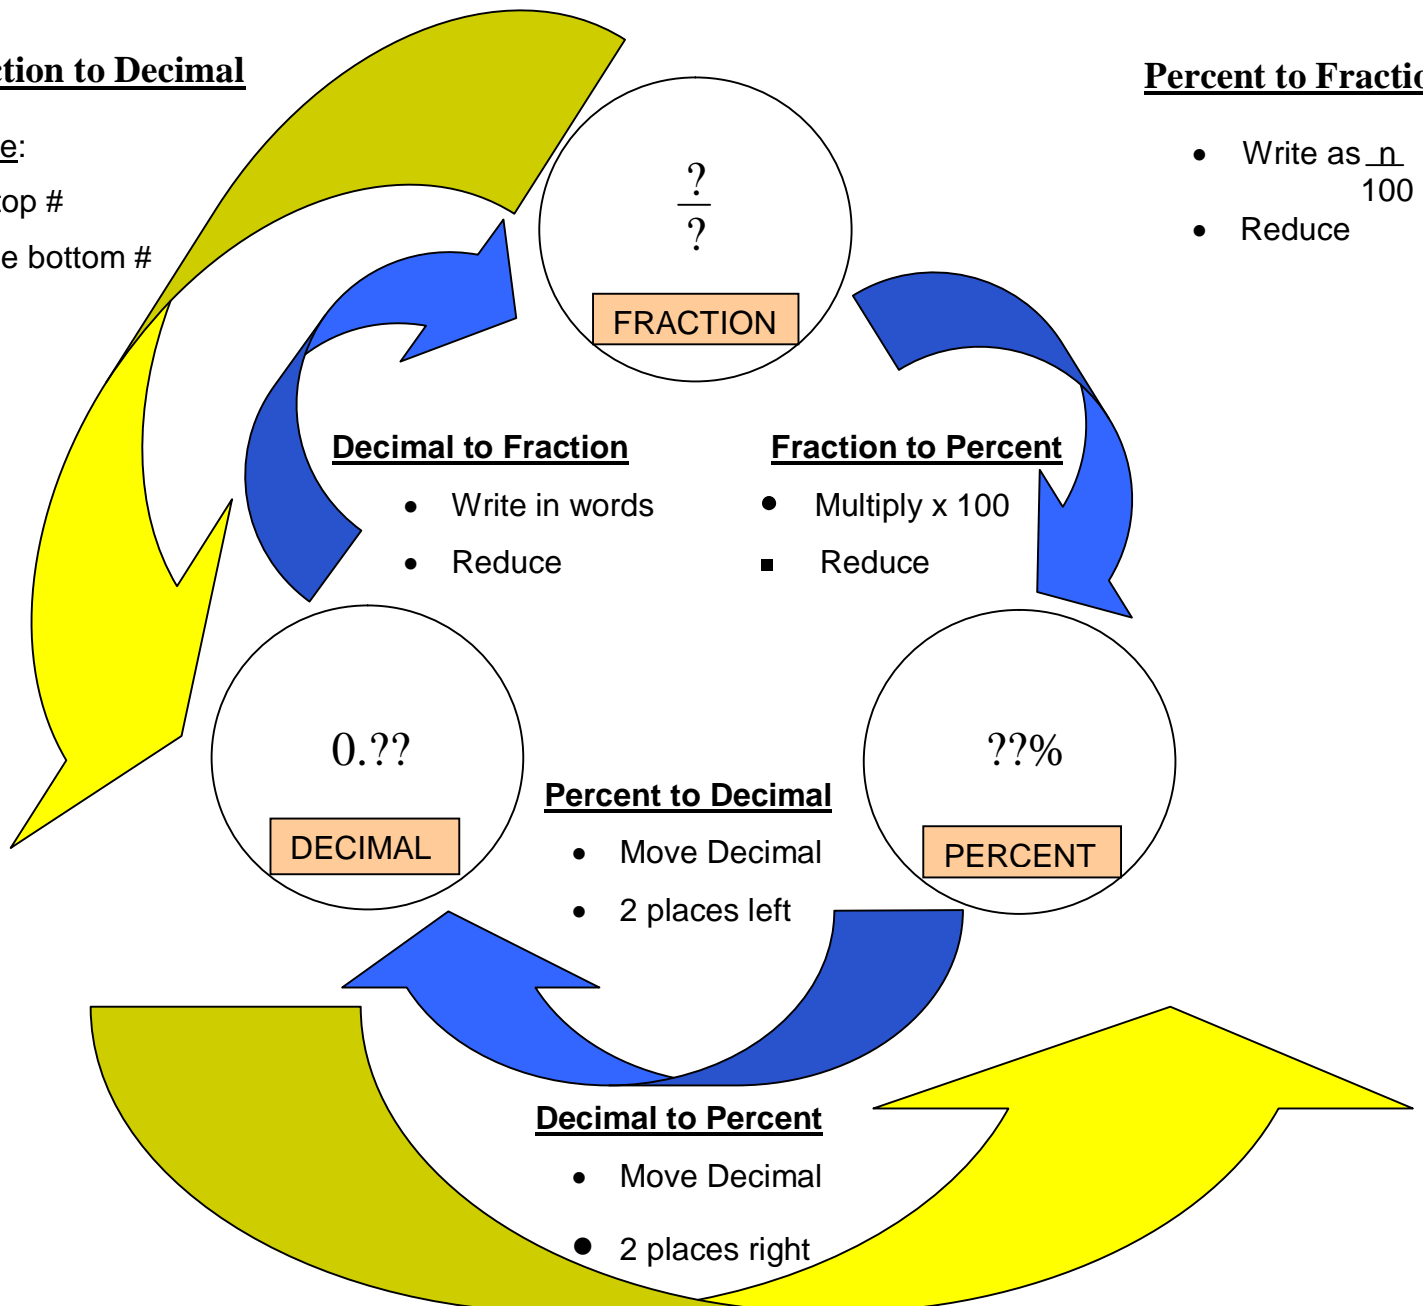 ction to Decimal
e:
top #
e bottom #
Percent to Fractio
• Write as n
100
• Reduce
?
?
FRACTION
Decimal to Fraction
• Write in words
• Reduce
Fraction to Percent
• Multiply x 100
▪ Reduce
0.??
DECIMAL
??%
PERCENT
Percent to Decimal
• Move Decimal
• 2 places left
Decimal to Percent
• Move Decimal
• 2 places right